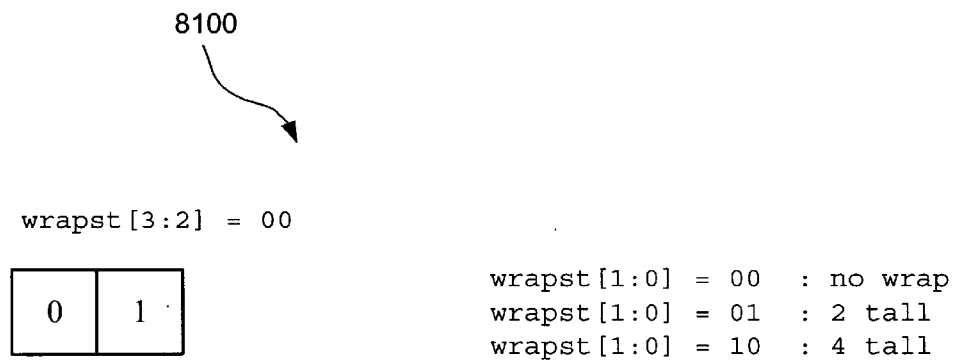 8100
wrapst[3:2] = 00
0 1
wrapst[1:0] = 00 : no wrap
wrapst[1:0] = 01 : 2 tall
wrapst[1:0] = 10 : 4 tall